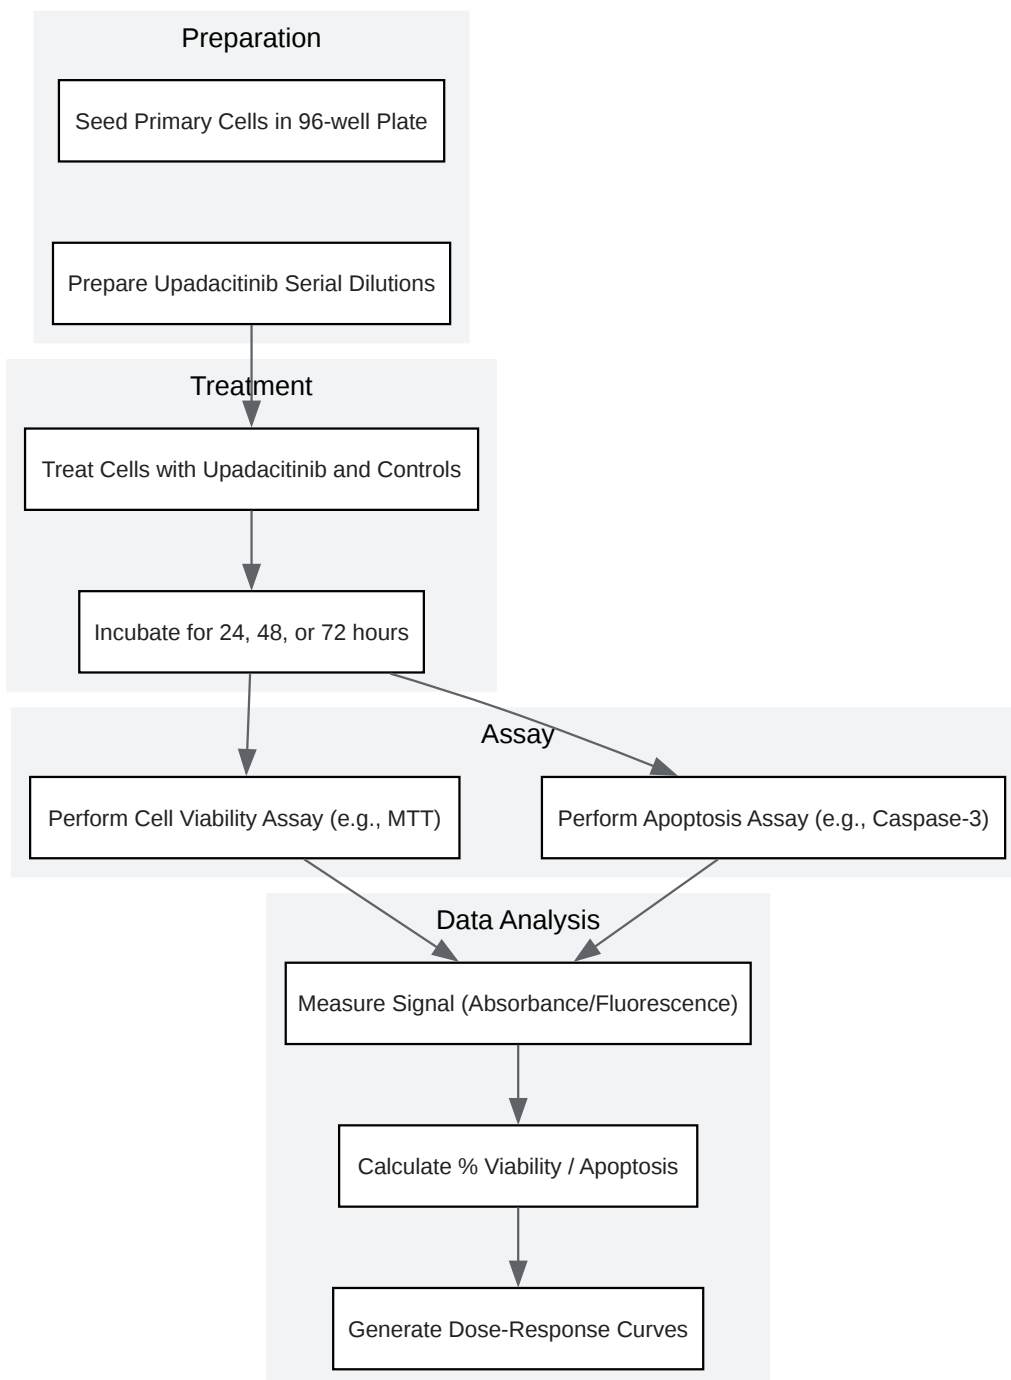 Preparation
Seed Primary Cells in 96-well Plate
Prepare Upadacitinib Serial Dilutions
Treatment
Treat Cells with Upadacitinib and Controls
Incubate for 24, 48, or 72 hours
Assay
Perform Cell Viability Assay (e.g., MTT)
Perform Apoptosis Assay (e.g., Caspase-3)
Data Analysis
Measure Signal (Absorbance/Fluorescence)
Calculate % Viability / Apoptosis
Generate Dose-Response Curves